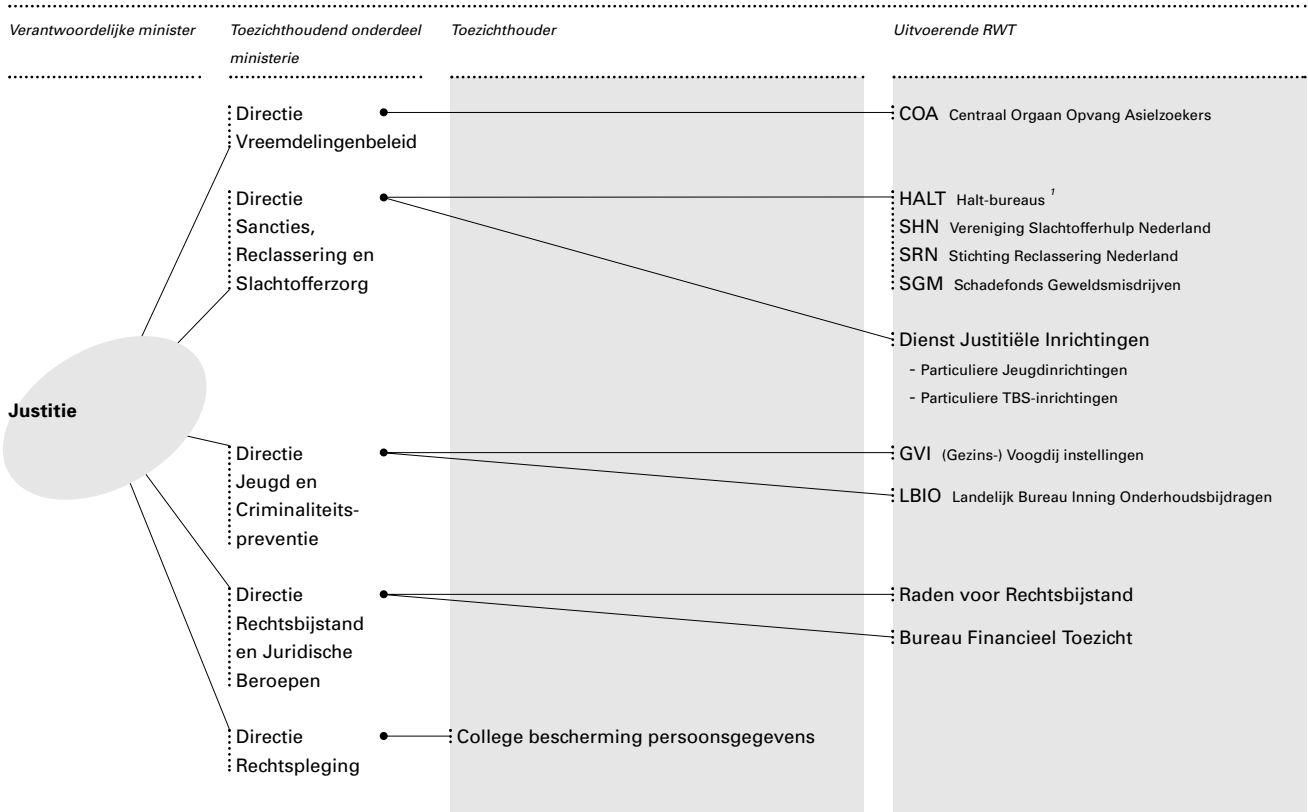 Verantwoordelijke minister
Toezichthoudend onderdeel
ministerie
Toezichthouder
Uitvoerende RWT
Directie
Vreemdelingenbeleid
COA Centraal Orgaan Opvang Asielzoekers
Directie
Sancties,
Reclassering en
Slachtofferzorg
HALT Halt-bureaus 1
SHN Vereniging Slachtofferhulp Nederland
SRN Stichting Reclassering Nederland
SGM Schadefonds Geweldsmisdrijven
Dienst Justitiële Inrichtingen
- Particuliere Jeugdinrichtingen
- Particuliere TBS-inrichtingen
Justitie
Directie
Jeugd en
Criminaliteits-
preventie
GVI (Gezins-) Voogdij instellingen
LBIO Landelijk Bureau Inning Onderhoudsbijdragen
Directie
Rechtsbijstand
en Juridische
Beroepen
Raden voor Rechtsbijstand
Bureau Financieel Toezicht
Directie
Rechtspleging
College bescherming persoonsgegevens